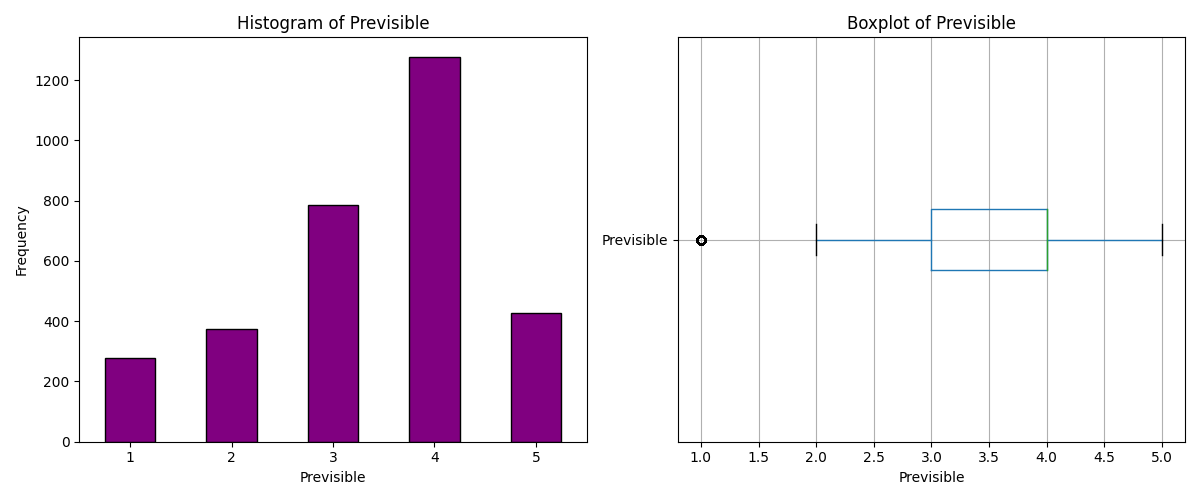 Histogram of Previsible
Frequency
1200
1000
800
600
400
200
0
1 2 3 4 5
Previsible
Boxplot of Previsible
Previsible
1.0 1.5 2.0 2.5 3.0 3.5 4.0 4.5 5.0
Previsible